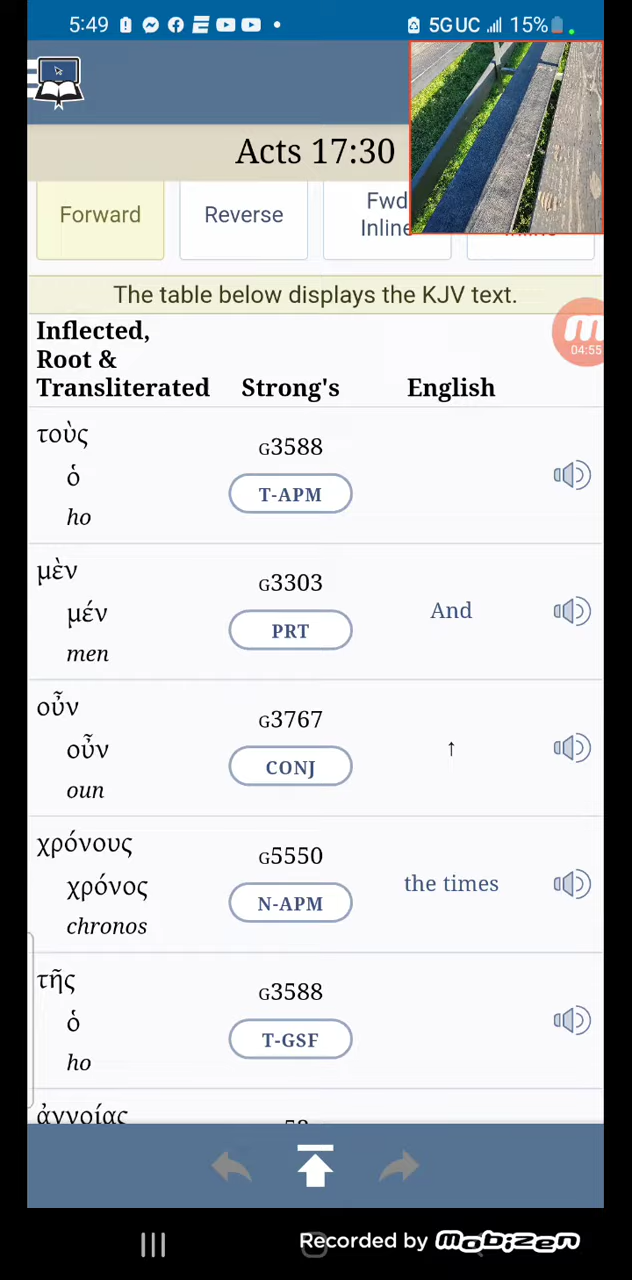 5:49 5G UC 15%
Acts 17:30
Forward Reverse Fwd Inline
The table below displays the KJV text.
Inflected, Root & Transliterated Strong's English
04:55
τοὺς G3588
ὁ T-APM
ho
μὲν G3303
μέν PRT And
men
οὖν G3767
οὖν CONJ ↑
oun
χρόνους G5550
χρόνος N-APM the times
chronos
τῆς G3588
ὁ T-GSF
ho
ἀγνοίας
Recorded by mobizen